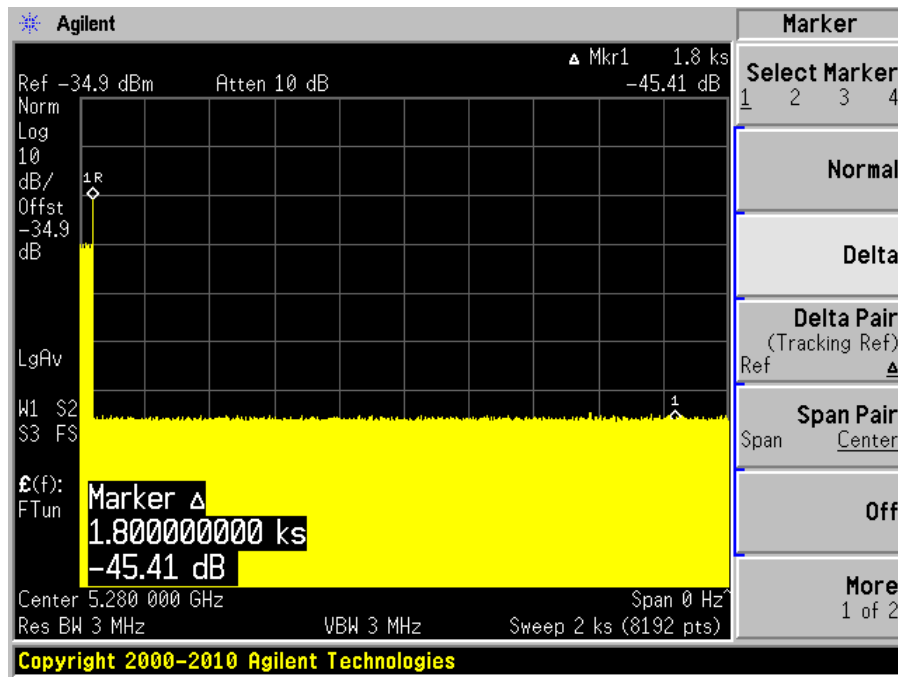 Agilent
Marker
Δ Mkr1 1.8 ks
Ref -34.9 dBm Atten 10 dB -45.41 dB
Norm
Log
10
dB/
Offst
-34.9
dB
1R
LgAv
W1 S2
S3 FS
£(f):
FTun
1
Marker Δ
1.800000000 ks
-45.41 dB
Center 5.280 000 GHz Span 0 Hz^
Res BW 3 MHz VBW 3 MHz Sweep 2 ks (8192 pts)
Copyright 2000-2010 Agilent Technologies
Select Marker
1 2 3 4
Normal
Delta
Delta Pair
(Tracking Ref)
Ref Δ
Span Pair
Span Center
Off
More
1 of 2